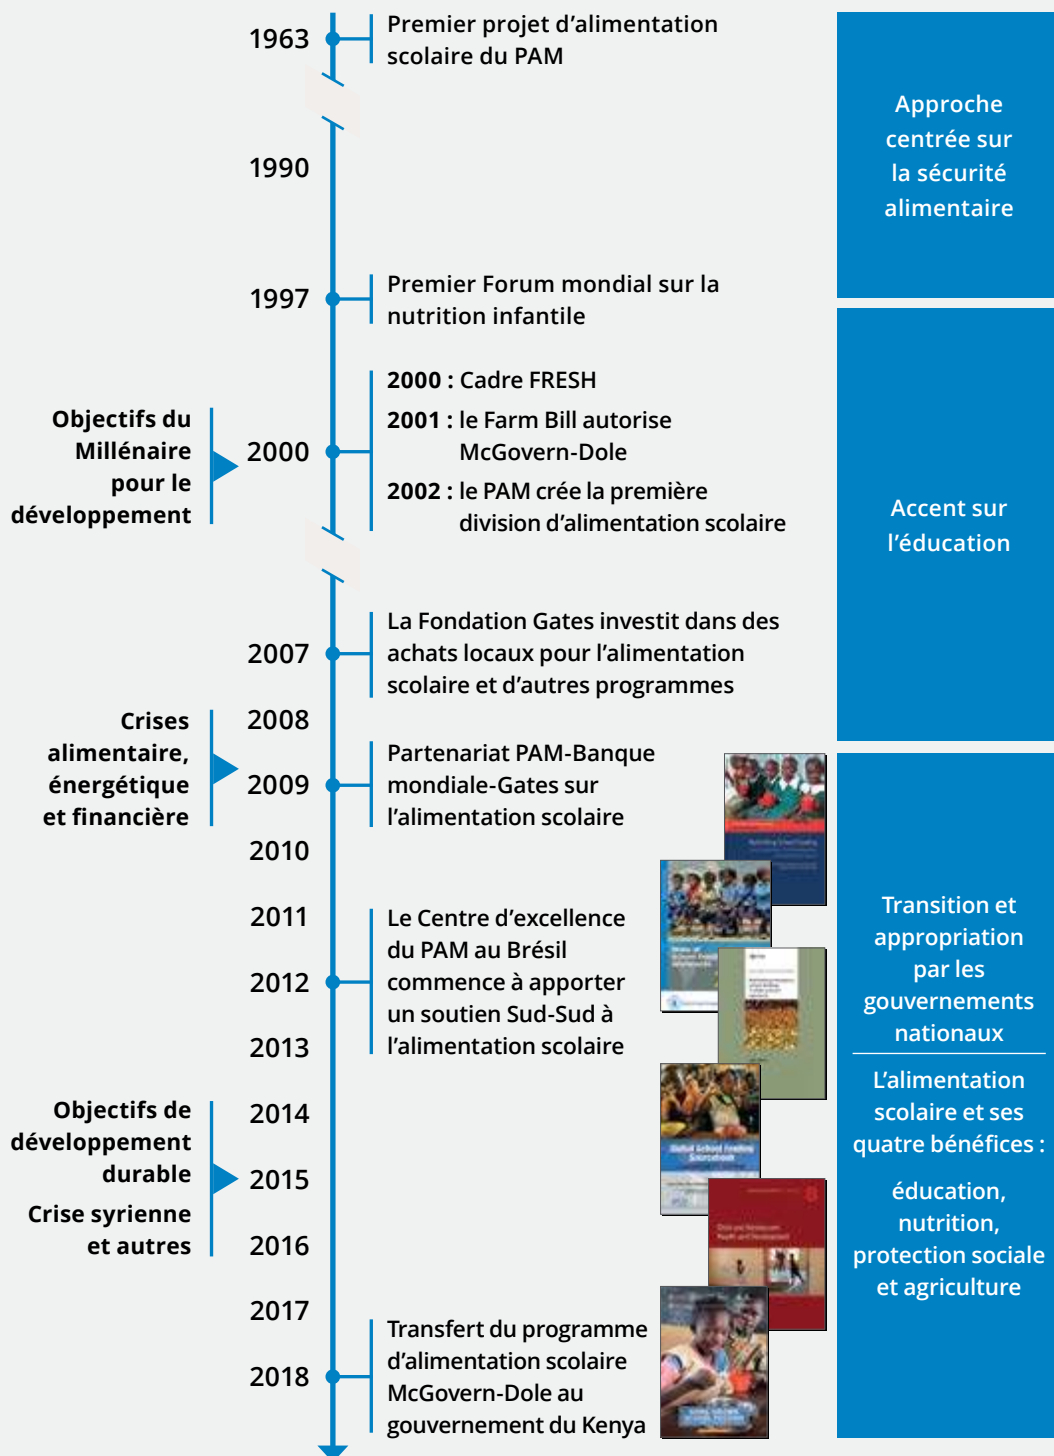 1963
Premier projet d’alimentation
scolaire du PAM
1990
1997
Premier Forum mondial sur la
nutrition infantile
Objectifs du
Millénaire
pour le
développement
2000
2000 : Cadre FRESH
2001 : le Farm Bill autorise
McGovern-Dole
2002 : le PAM crée la première
division d’alimentation scolaire
2007
La Fondation Gates investit dans des
achats locaux pour l’alimentation
scolaire et d’autres programmes
Crises
alimentaire,
énergétique
et financière
2008
2009
Partenariat PAM-Banque
mondiale-Gates sur
l’alimentation scolaire
2010
2011
2012
2013
Le Centre d’excellence
du PAM au Brésil
commence à apporter
un soutien Sud-Sud à
l’alimentation scolaire
Objectifs de
développement
durable
Crise syrienne
et autres
2014
2015
2016
2017
2018
Transfert du programme
d’alimentation scolaire
McGovern-Dole au
gouvernement du Kenya
Global School Feeding
Sourcebook
Approche
centrée sur
la sécurité
alimentaire
Accent sur
l’éducation
Transition et
appropriation
par les
gouvernements
nationaux
L’alimentation
scolaire et ses
quatre bénéfices :
éducation,
nutrition,
protection sociale
et agriculture